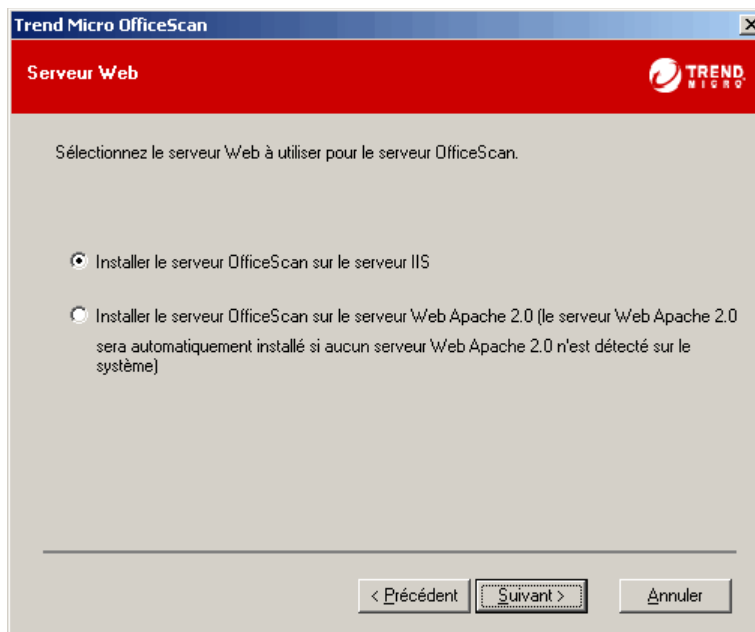 Trend Micro OfficeScan
Serveur Web
TREND
MICRO
Sélectionnez le serveur Web à utiliser pour le serveur OfficeScan.
Installer le serveur OfficeScan sur le serveur IIS
Installer le serveur OfficeScan sur le serveur Web Apache 2.0 (le serveur Web Apache 2.0
sera automatiquement installé si aucun serveur Web Apache 2.0 n'est détecté sur le
système)
< Précédent
Suivant >
Annuler